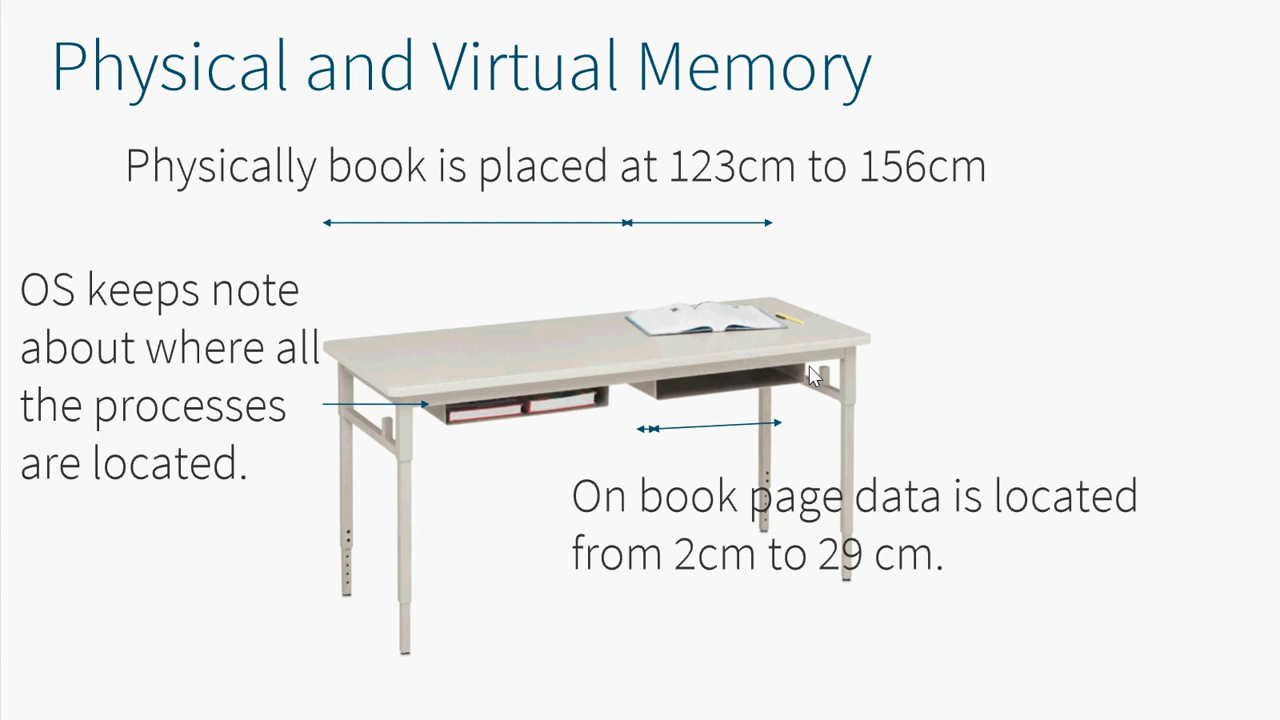 Physical and Virtual Memory
Physically book is placed at 123cm to 156cm
OS keeps note
about where all
the processes
are located.
On book page data is located
from 2cm to 29 cm.